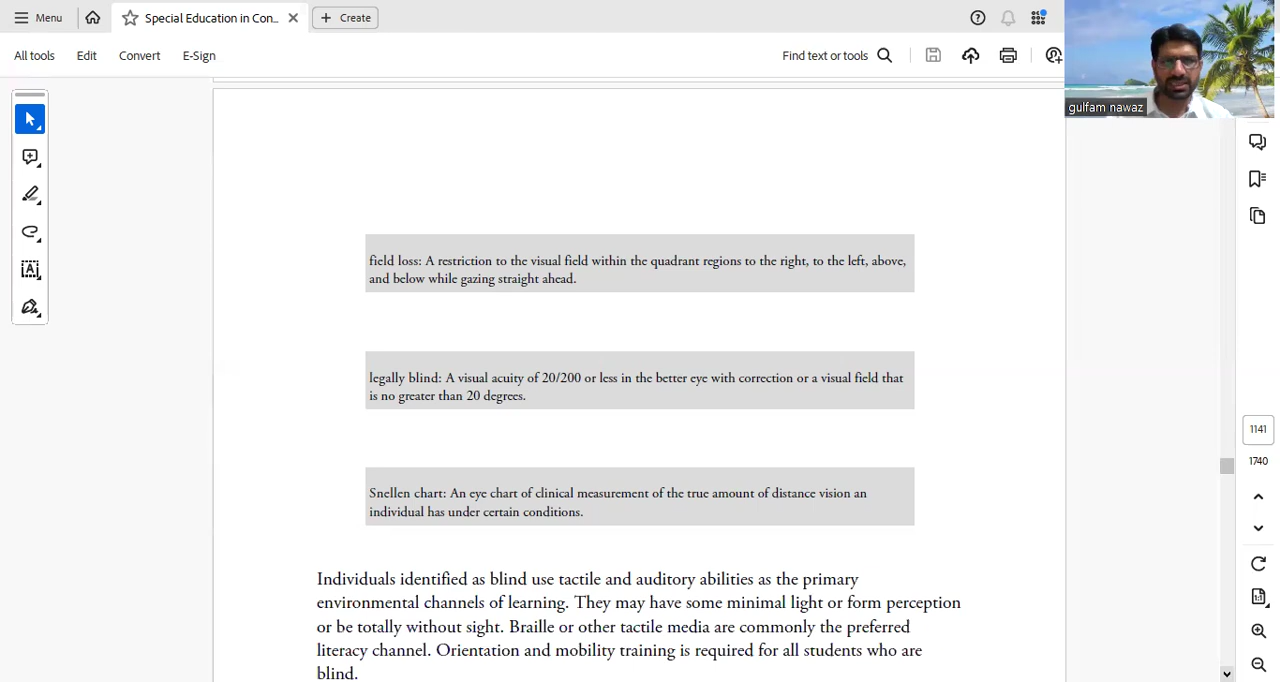 Menu
Special Education in Con...
Create
All tools
Edit
Convert
E-Sign
Find text or tools
gulfam nawaz
field loss: A restriction to the visual field within the quadrant regions to the right, to the left, above,
and below while gazing straight ahead.
legally blind: A visual acuity of 20/200 or less in the better eye with correction or a visual field that
is no greater than 20 degrees.
1141
1740
Snellen chart: An eye chart of clinical measurement of the true amount of distance vision an
individual has under certain conditions.
Individuals identified as blind use tactile and auditory abilities as the primary
environmental channels of learning. They may have some minimal light or form perception
or be totally without sight. Braille or other tactile media are commonly the preferred
literacy channel. Orientation and mobility training is required for all students who are
blind.
1:1